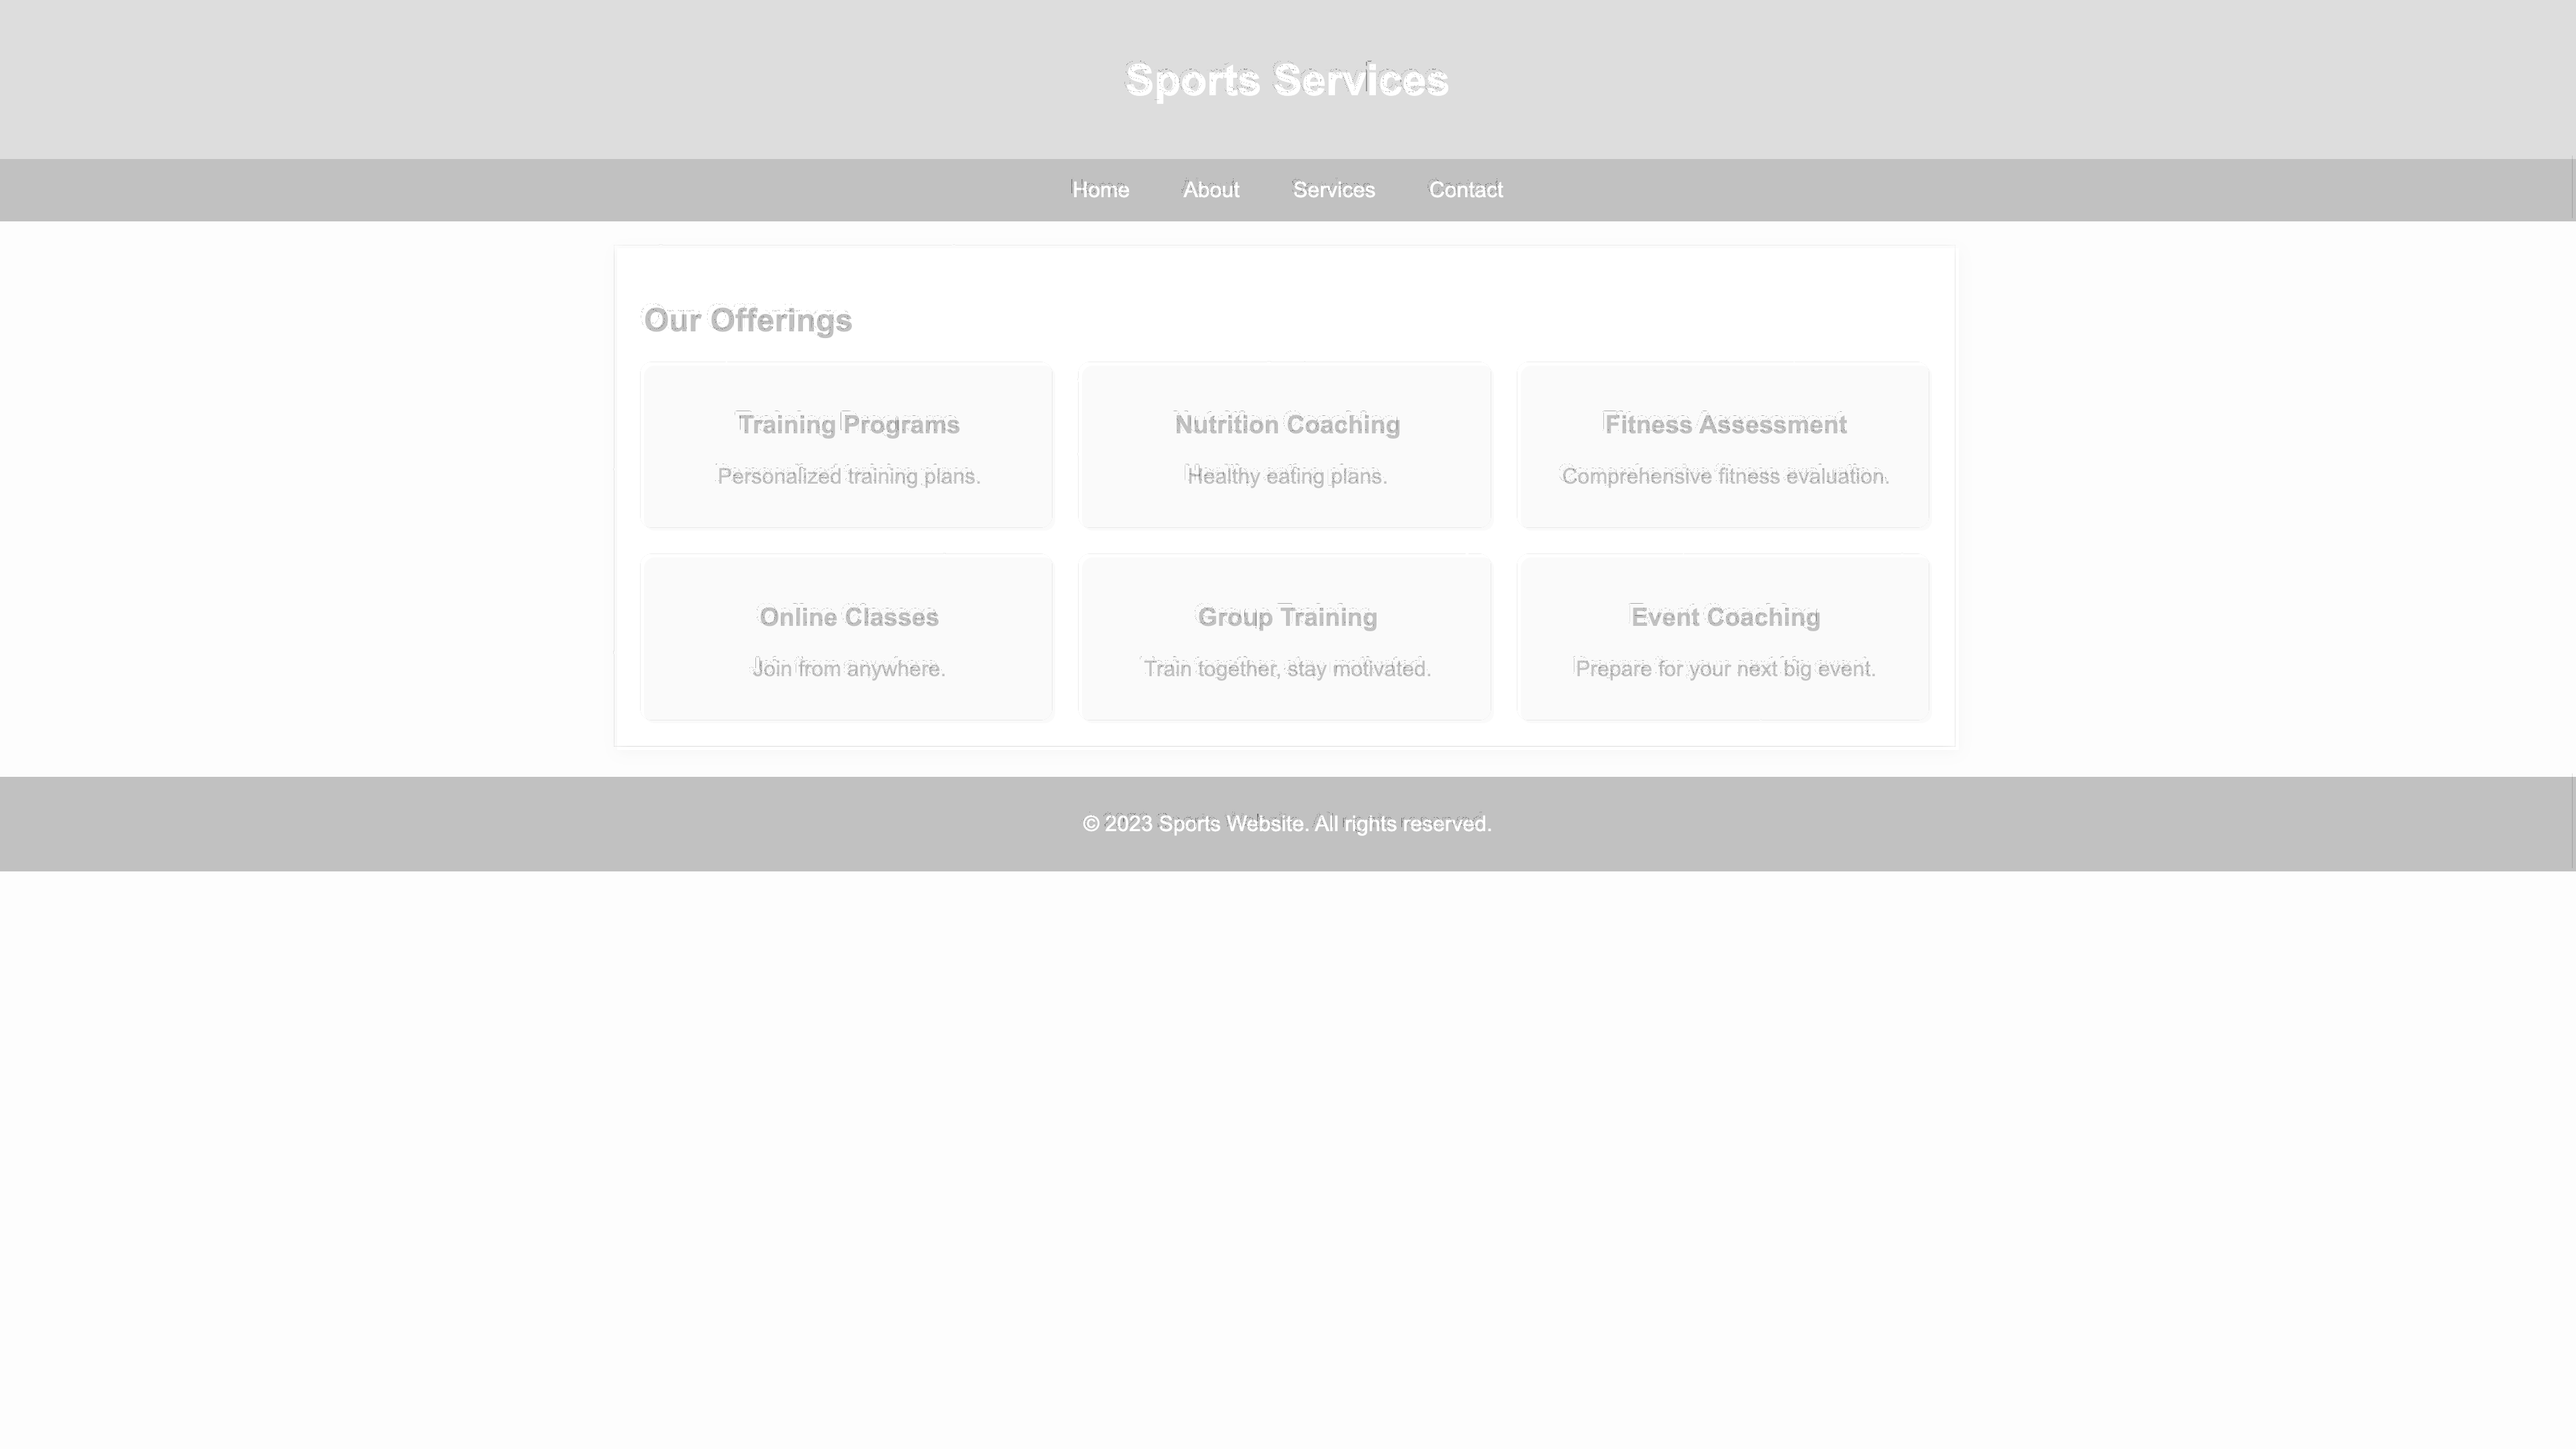 Sports Services
Home About Services Contact
Our Offerings
Training Programs
Personalized training plans.
Nutrition Coaching
Healthy eating plans.
Fitness Assessment
Comprehensive fitness evaluation.
Online Classes
Join from anywhere.
Group Training
Train together, stay motivated.
Event Coaching
Prepare for your next big event.
© 2023 Sports Website. All rights reserved.